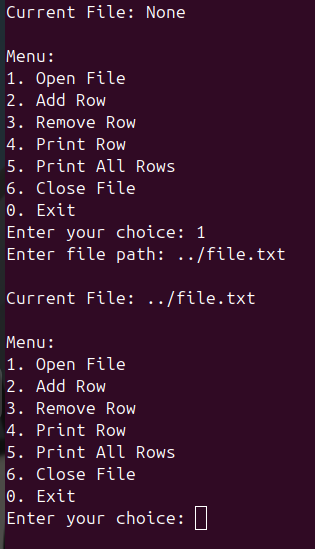 Current File: None
Menu:
1. Open File
2. Add Row
3. Remove Row
4. Print Row
5. Print All Rows
6. Close File
0. Exit
Enter your choice: 1
Enter file path: ../file.txt
Current File: ../file.txt
Menu:
1. Open File
2. Add Row
3. Remove Row
4. Print Row
5. Print All Rows
6. Close File
0. Exit
Enter your choice: